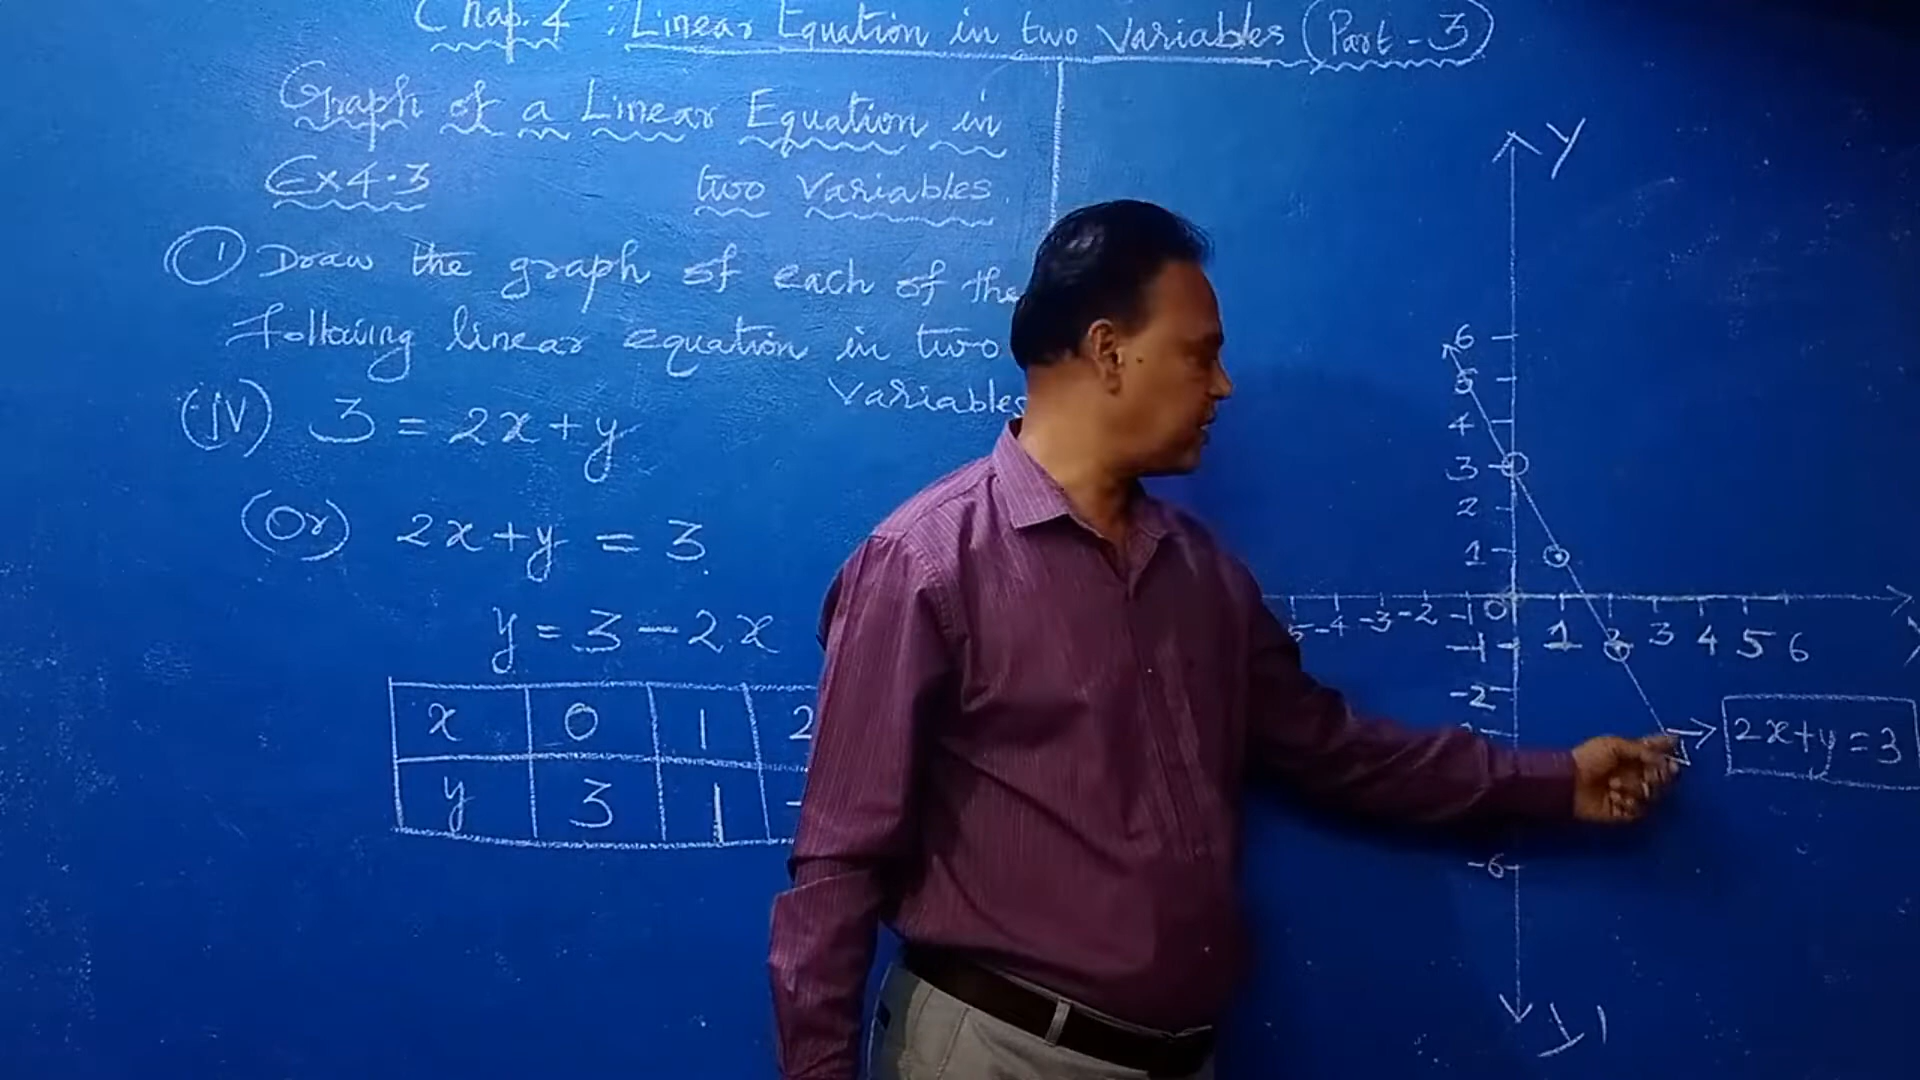 Chap. 4 : Linear Equation in two Variables (Part - 3)
Graph of a Linear Equation in
two Variables.
Ex 4.3
① Draw the graph of each of the
following linear equation in two
Variables
(iv) 3 = 2x + y
(Or) 2x + y = 3.
y = 3 - 2x
x 0 1 2
y 3 1 -
Y
6
5
4
3
2
1
-5 -4 -3 -2 -1 0 1 2 3 4 5 6
-1
-2
-6
2x + y = 3
Y'